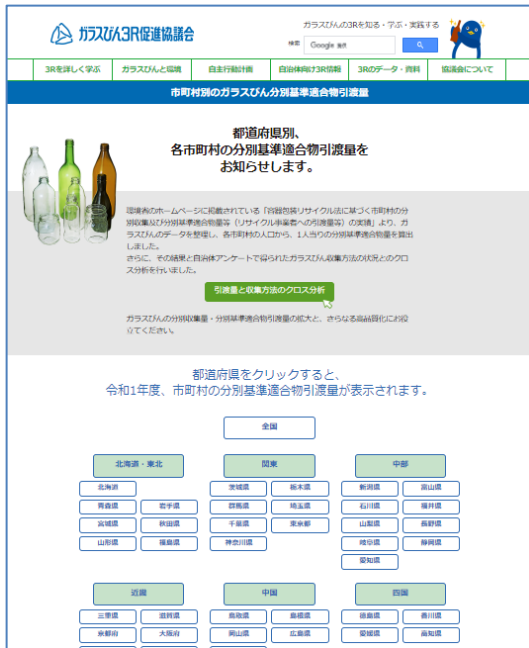 ガラスびん3R促進協議会
ガラスびんの3Rを知る・学ぶ・実践する
検索
Google
3Rを詳しく学ぶ
ガラスびんと環境
自主行動計画
自治体向け3R情報
3Rのデータ・資料
協議会について
市町村別のガラスびん分別基準適合物引渡量
都道府県別、
各市町村の分別基準適合物引渡量を
お知らせします。
環境省のホームページに掲載されている「容器包装リサイクル法に基づく市町村の分
別収集及び分別基準適合物量等（リサイクル事業者への引渡量等）の実績」より、ガ
ラスびんのデータを整理し、各市町村の人口から、1人当りの分別基準適合物量を算出
しました。
さらに、その結果と自治体アンケートで得られたガラスびん収集方法の状況とのクロ
ス分析を行いました。
引渡量と収集方法のクロス分析
ガラスびんの分別収集量・分別基準適合物引渡量の拡大と、さらなる高品質化にお役
立てください。
都道府県をクリックすると、
令和1年度、市町村の分別基準適合物引渡量が表示されます。
全国
北海道・東北
北海道
青森県
岩手県
宮城県
秋田県
山形県
福島県
関東
茨城県
栃木県
群馬県
埼玉県
千葉県
東京都
神奈川県
中部
新潟県
富山県
石川県
福井県
山梨県
長野県
岐阜県
静岡県
愛知県
近畿
三重県
滋賀県
京都府
大阪府
中国
鳥取県
島根県
岡山県
広島県
四国
徳島県
香川県
愛媛県
高知県